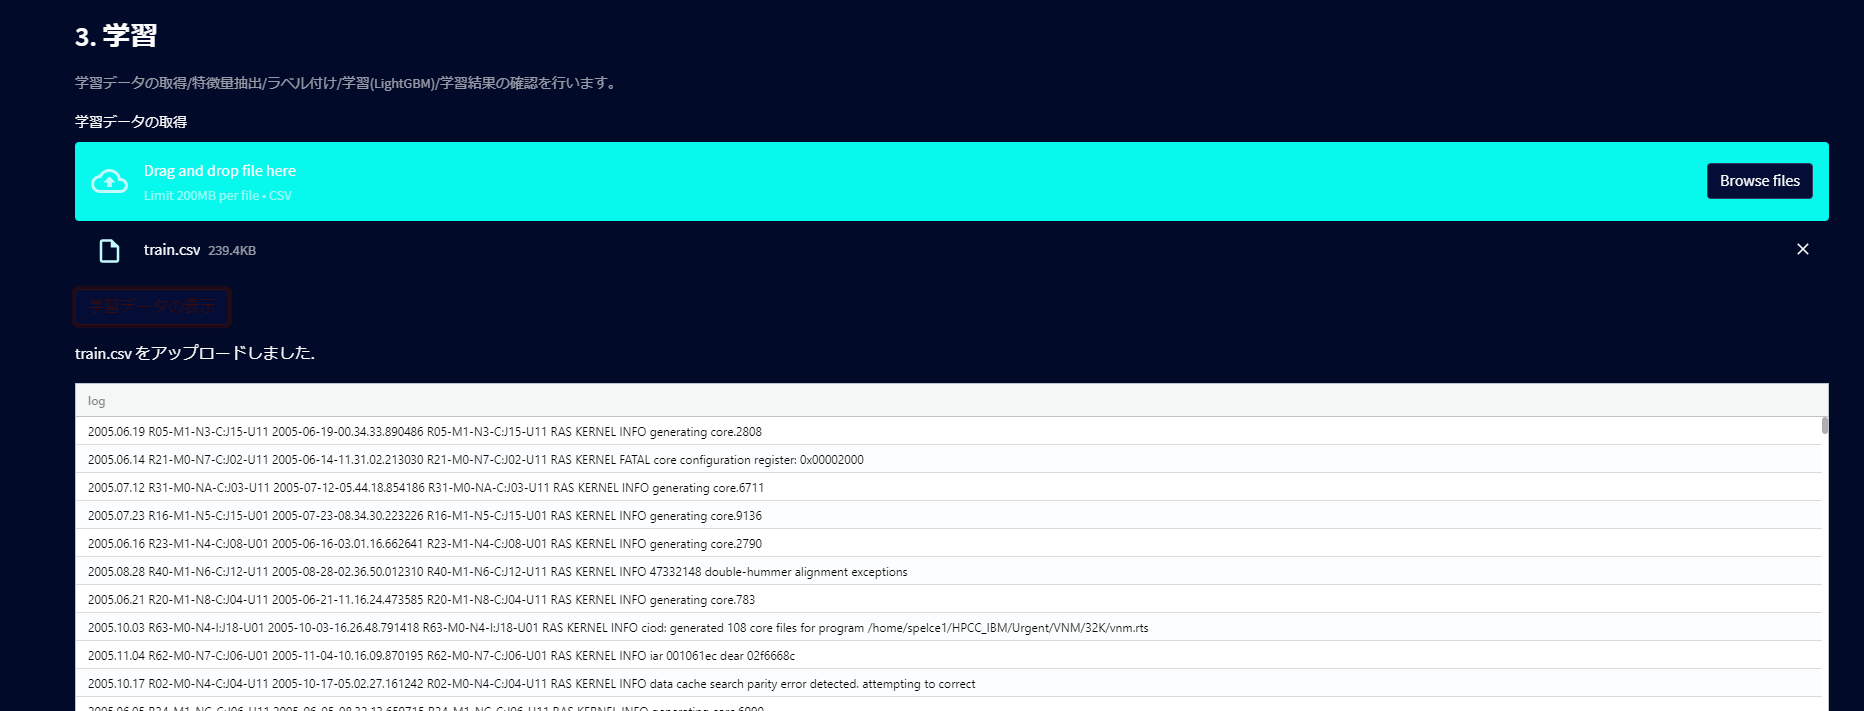 3. 学習
学習データの取得/特徴量抽出/ラベル付け/学習(LightGBM)/学習結果の確認を行います。
学習データの取得
Drag and drop file here
Limit 200MB per file • CSV
Browse files
train.csv 239.4KB
学習データの表示
train.csv をアップロードしました.
log
2005.06.19 R05-M1-N3-C:J15-U11 2005-06-19-00.34.33.890486 R05-M1-N3-C:J15-U11 RAS KERNEL INFO generating core.2808
2005.06.14 R21-M0-N7-C:J02-U11 2005-06-14-11.31.02.213030 R21-M0-N7-C:J02-U11 RAS KERNEL FATAL core configuration register: 0x00002000
2005.07.12 R31-M0-NA-C:J03-U11 2005-07-12-05.44.18.854186 R31-M0-NA-C:J03-U11 RAS KERNEL INFO generating core.6711
2005.07.23 R16-M1-N5-C:J15-U01 2005-07-23-08.34.30.223226 R16-M1-N5-C:J15-U01 RAS KERNEL INFO generating core.9136
2005.06.16 R23-M1-N4-C:J08-U01 2005-06-16-03.01.16.662641 R23-M1-N4-C:J08-U01 RAS KERNEL INFO generating core.2790
2005.08.28 R40-M1-N6-C:J12-U11 2005-08-28-02.36.50.012310 R40-M1-N6-C:J12-U11 RAS KERNEL INFO 47332148 double-hummer alignment exceptions
2005.06.21 R20-M1-N8-C:J04-U11 2005-06-21-11.16.24.473585 R20-M1-N8-C:J04-U11 RAS KERNEL INFO generating core.783
2005.10.03 R63-M0-N4-I:J18-U01 2005-10-03-16.26.48.791418 R63-M0-N4-I:J18-U01 RAS KERNEL INFO ciod: generated 108 core files for program /home/spelce1/HPCC_IBM/Urgent/VNM/32K/vnm.rts
2005.11.04 R62-M0-N7-C:J06-U01 2005-11-04-10.16.09.870195 R62-M0-N7-C:J06-U01 RAS KERNEL INFO iar 001061ec dear 02f6668c
2005.10.17 R02-M0-N4-C:J04-U11 2005-10-17-05.02.27.161242 R02-M0-N4-C:J04-U11 RAS KERNEL INFO data cache search parity error detected. attempting to correct